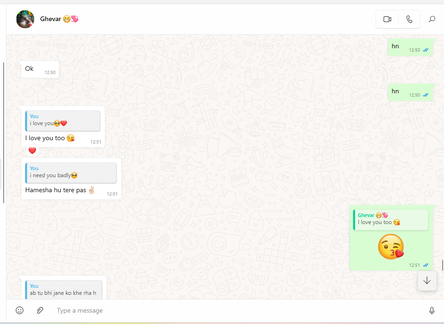 Ghevar 🤭💖
hn
12:50
Ok
12:50
hn
12:50
You
i love you🥺❤️
I love you too 😘
12:51
❤️
You
i need you badly🥺
Hamesha hu tere pas ✌🏻
12:51
Ghevar 🤭💖
I love you too 😘
😘
12:51
You
ab tu bhi jane ko khe rha h
Type a message